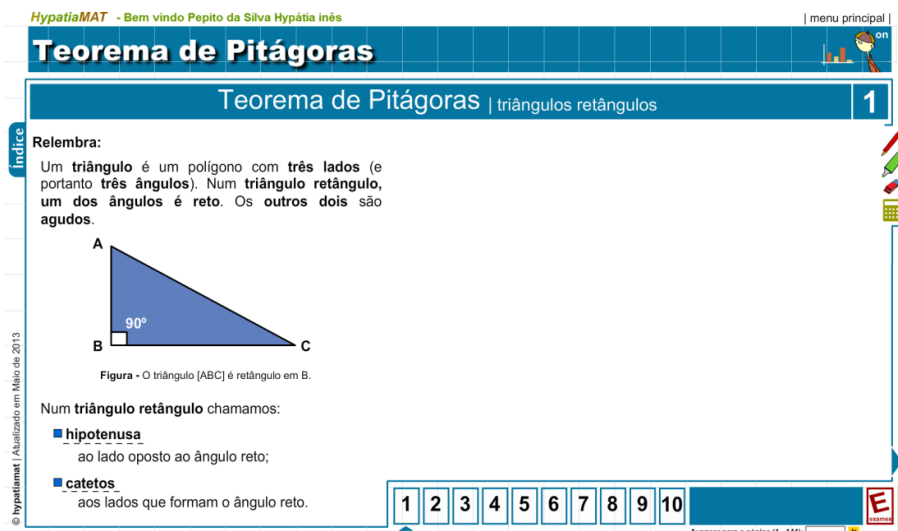 HypatiaMAT - Bem vindo Pepito da Silva Hypátia inês
| menu principal |
Teorema de Pitágoras
on
Teorema de Pitágoras | triângulos retângulos
1
Índice
Relembra:
Um triângulo é um polígono com três lados (e
portanto três ângulos). Num triângulo retângulo,
um dos ângulos é reto. Os outros dois são
agudos.
A
90º
B
C
Figura - O triângulo [ABC] é retângulo em B.
Num triângulo retângulo chamamos:
hipotenusa
ao lado oposto ao ângulo reto;
catetos
aos lados que formam o ângulo reto.
© hypatiamat | Atualizado em Maio de 2013
1 2 3 4 5 6 7 8 9 10
E
exames